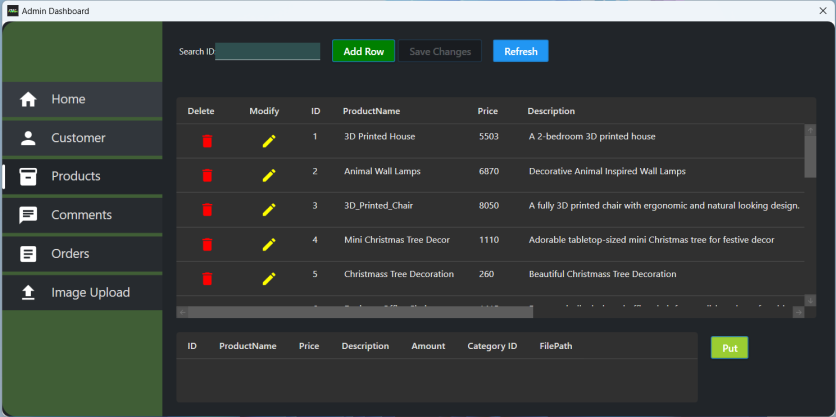 Admin Dashboard
Search ID
Add Row
Save Changes
Refresh
Home
Customer
Products
Comments
Orders
Image Upload
Delete Modify ID ProductName Price Description
1 3D Printed House 5503 A 2-bedroom 3D printed house
2 Animal Wall Lamps 6870 Decorative Animal Inspired Wall Lamps
3 3D_Printed_Chair 8050 A fully 3D printed chair with ergonomic and natural looking design.
4 Mini Christmas Tree Decor 1110 Adorable tabletop-sized mini Christmas tree for festive decor
5 Christmass Tree Decoration 260 Beautiful Christmass Tree Decoration
ID ProductName Price Description Amount Category ID FilePath
Put